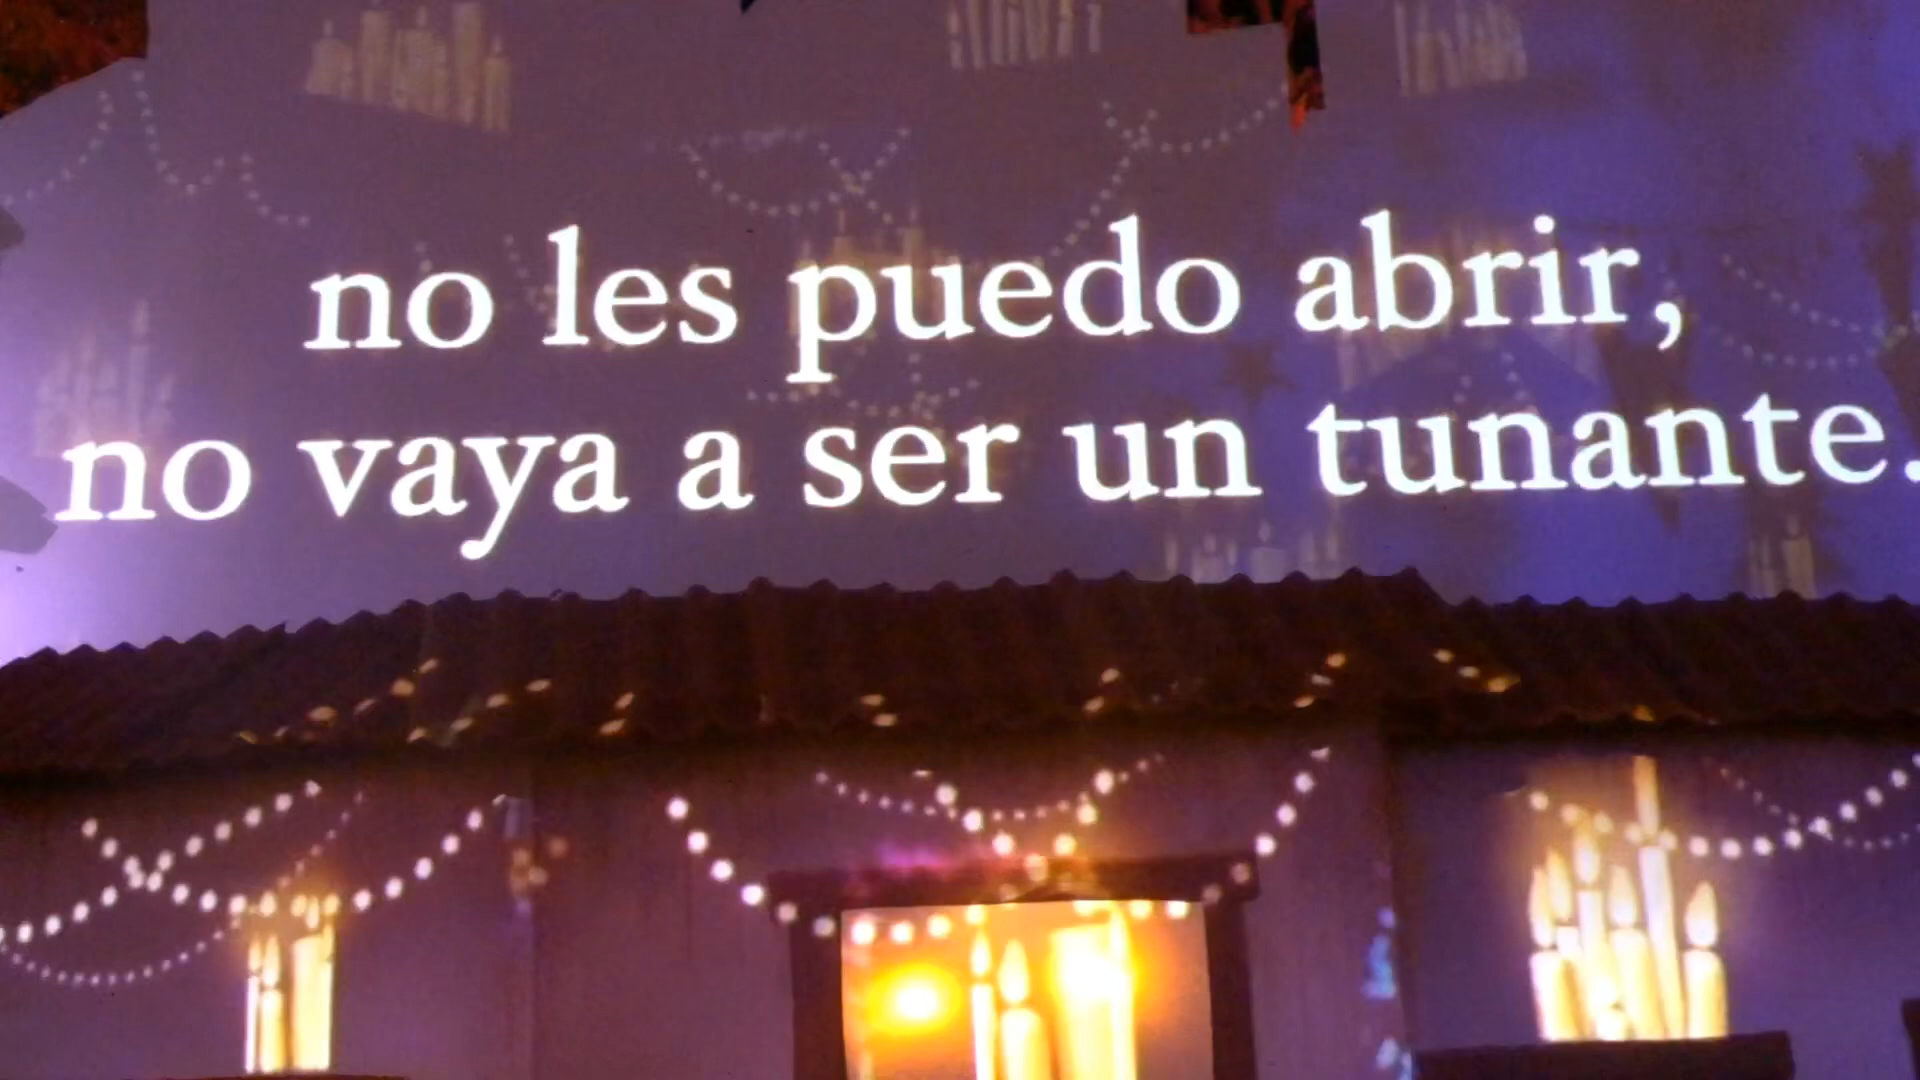 no les puedo abrir,
no vaya a ser un tunante.